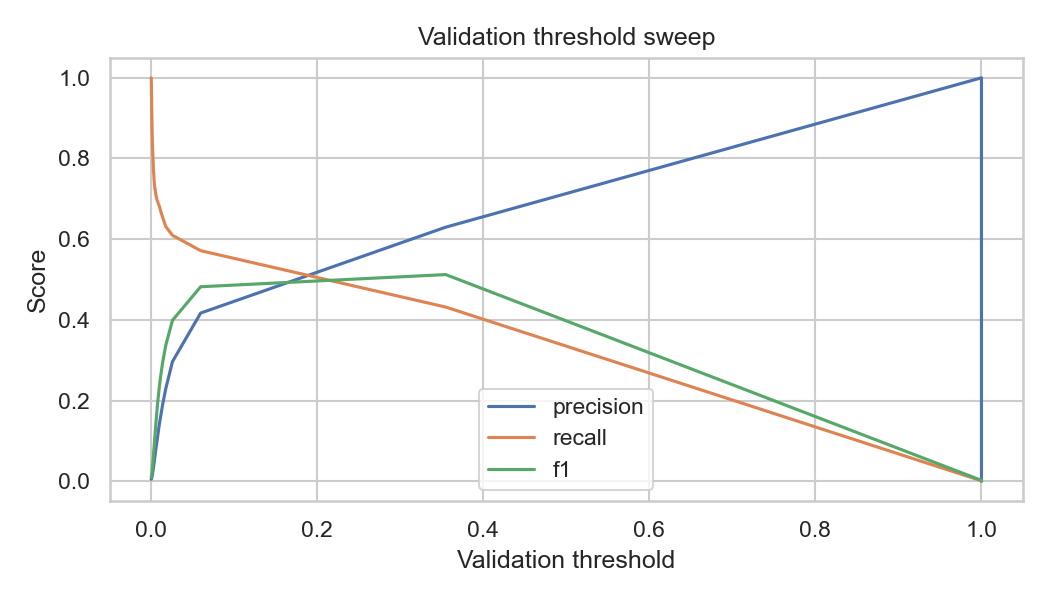 Validation threshold sweep
Score
1.0
0.8
0.6
0.4
0.2
0.0
precision
recall
f1
0.0 0.2 0.4 0.6 0.8 1.0
Validation threshold